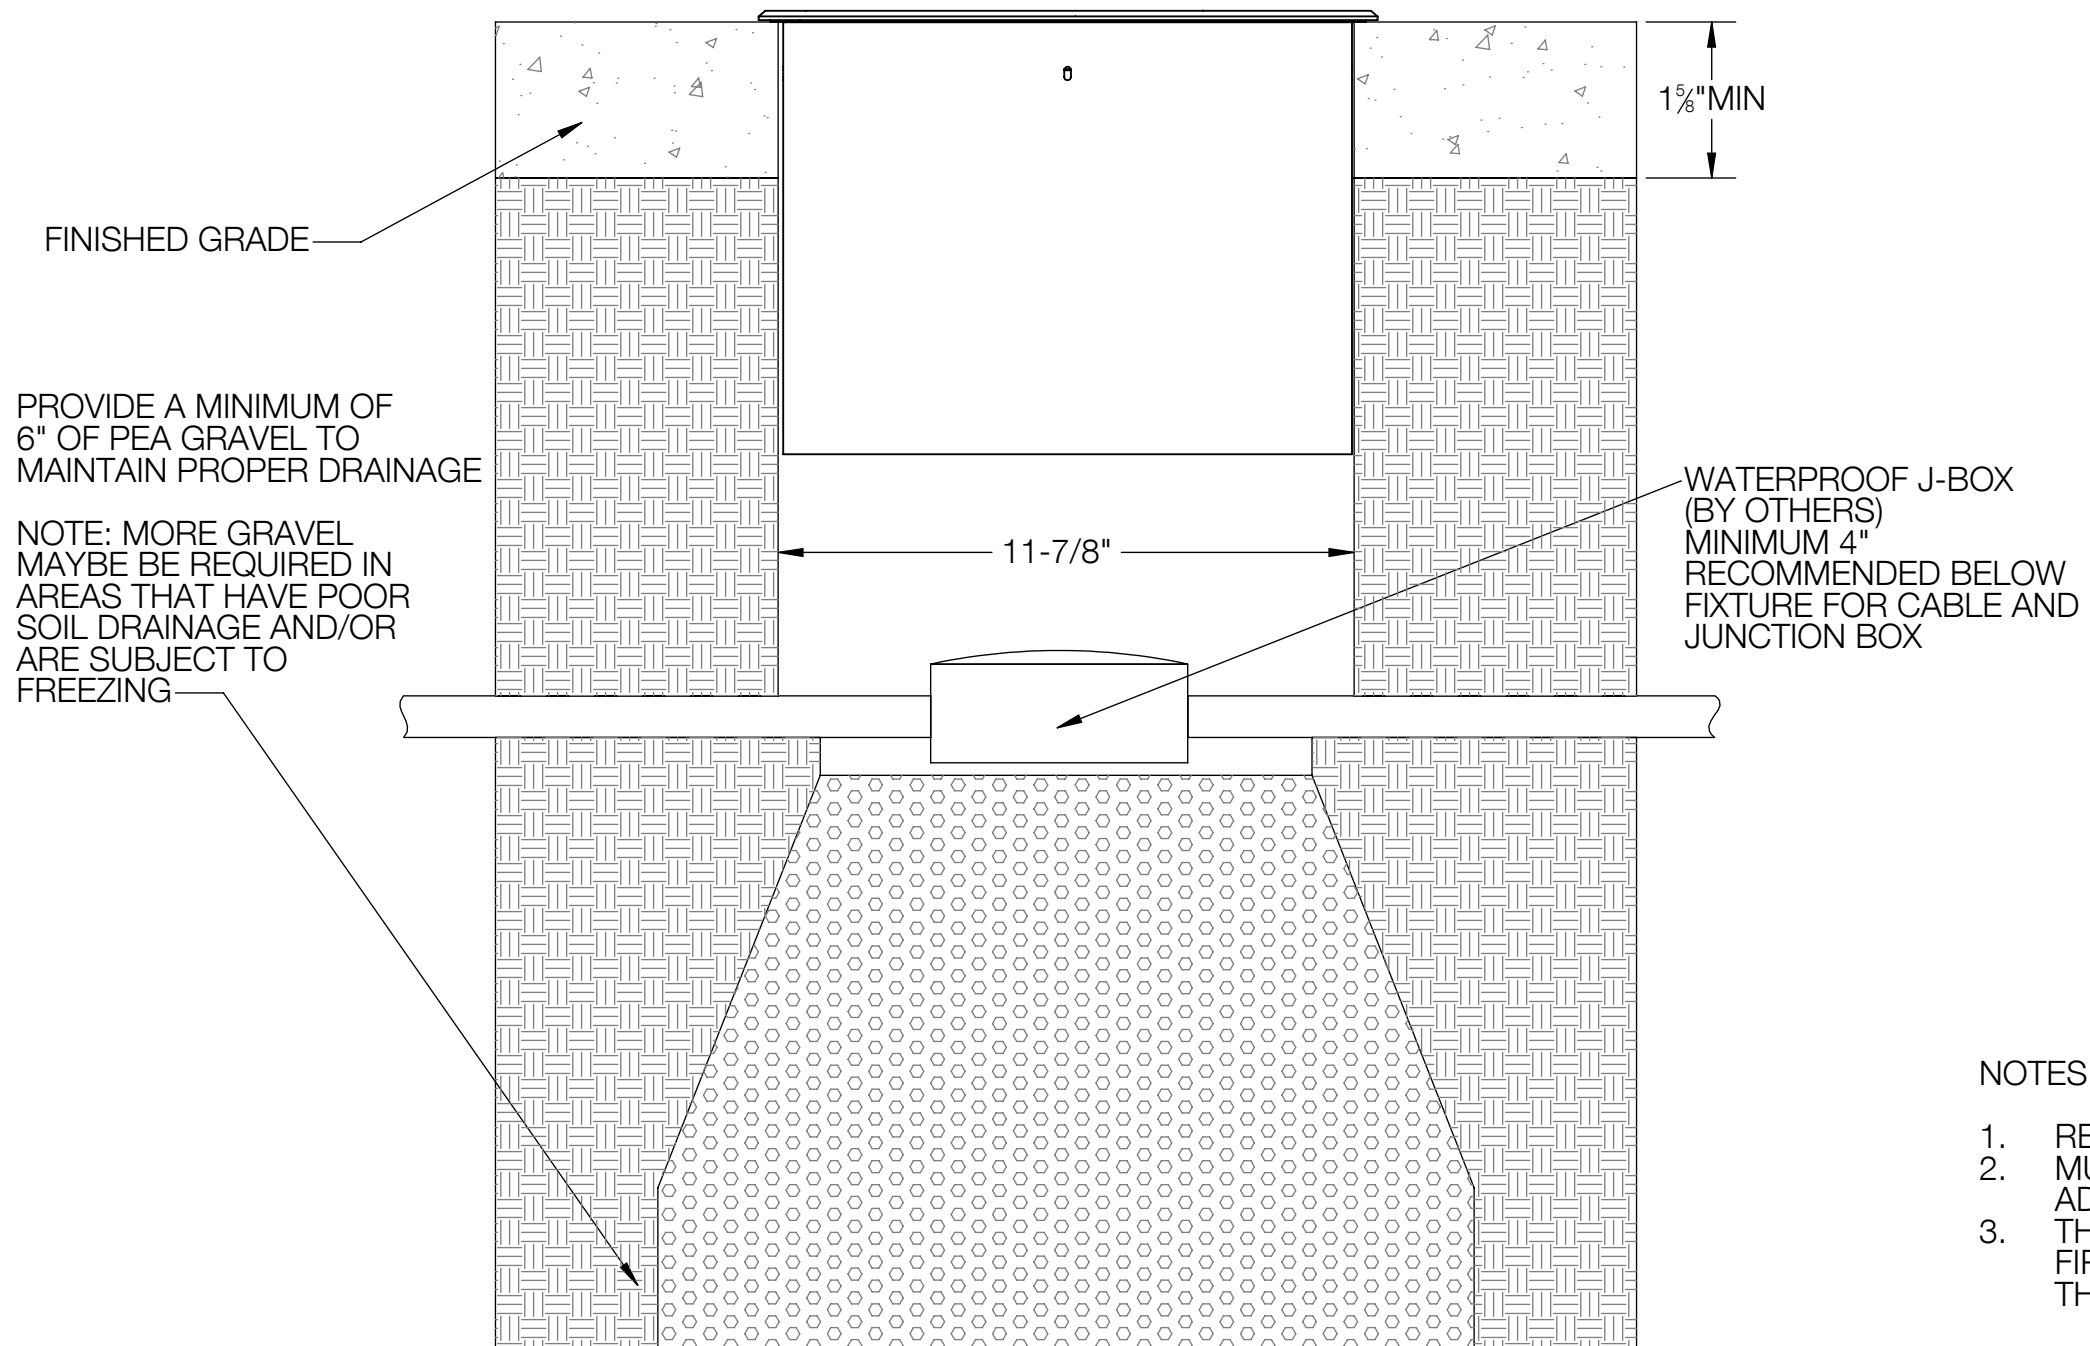 1⅝"MIN
FINISHED GRADE
PROVIDE A MINIMUM OF
6" OF PEA GRAVEL TO
MAINTAIN PROPER DRAINAGE
NOTE: MORE GRAVEL
MAYBE BE REQUIRED IN
AREAS THAT HAVE POOR
SOIL DRAINAGE AND/OR
ARE SUBJECT TO
FREEZING
11-7/8"
WATERPROOF J-BOX
(BY OTHERS)
MINIMUM 4"
RECOMMENDED BELOW
FIXTURE FOR CABLE AND
JUNCTION BOX
NOTES
1.
2.
3.